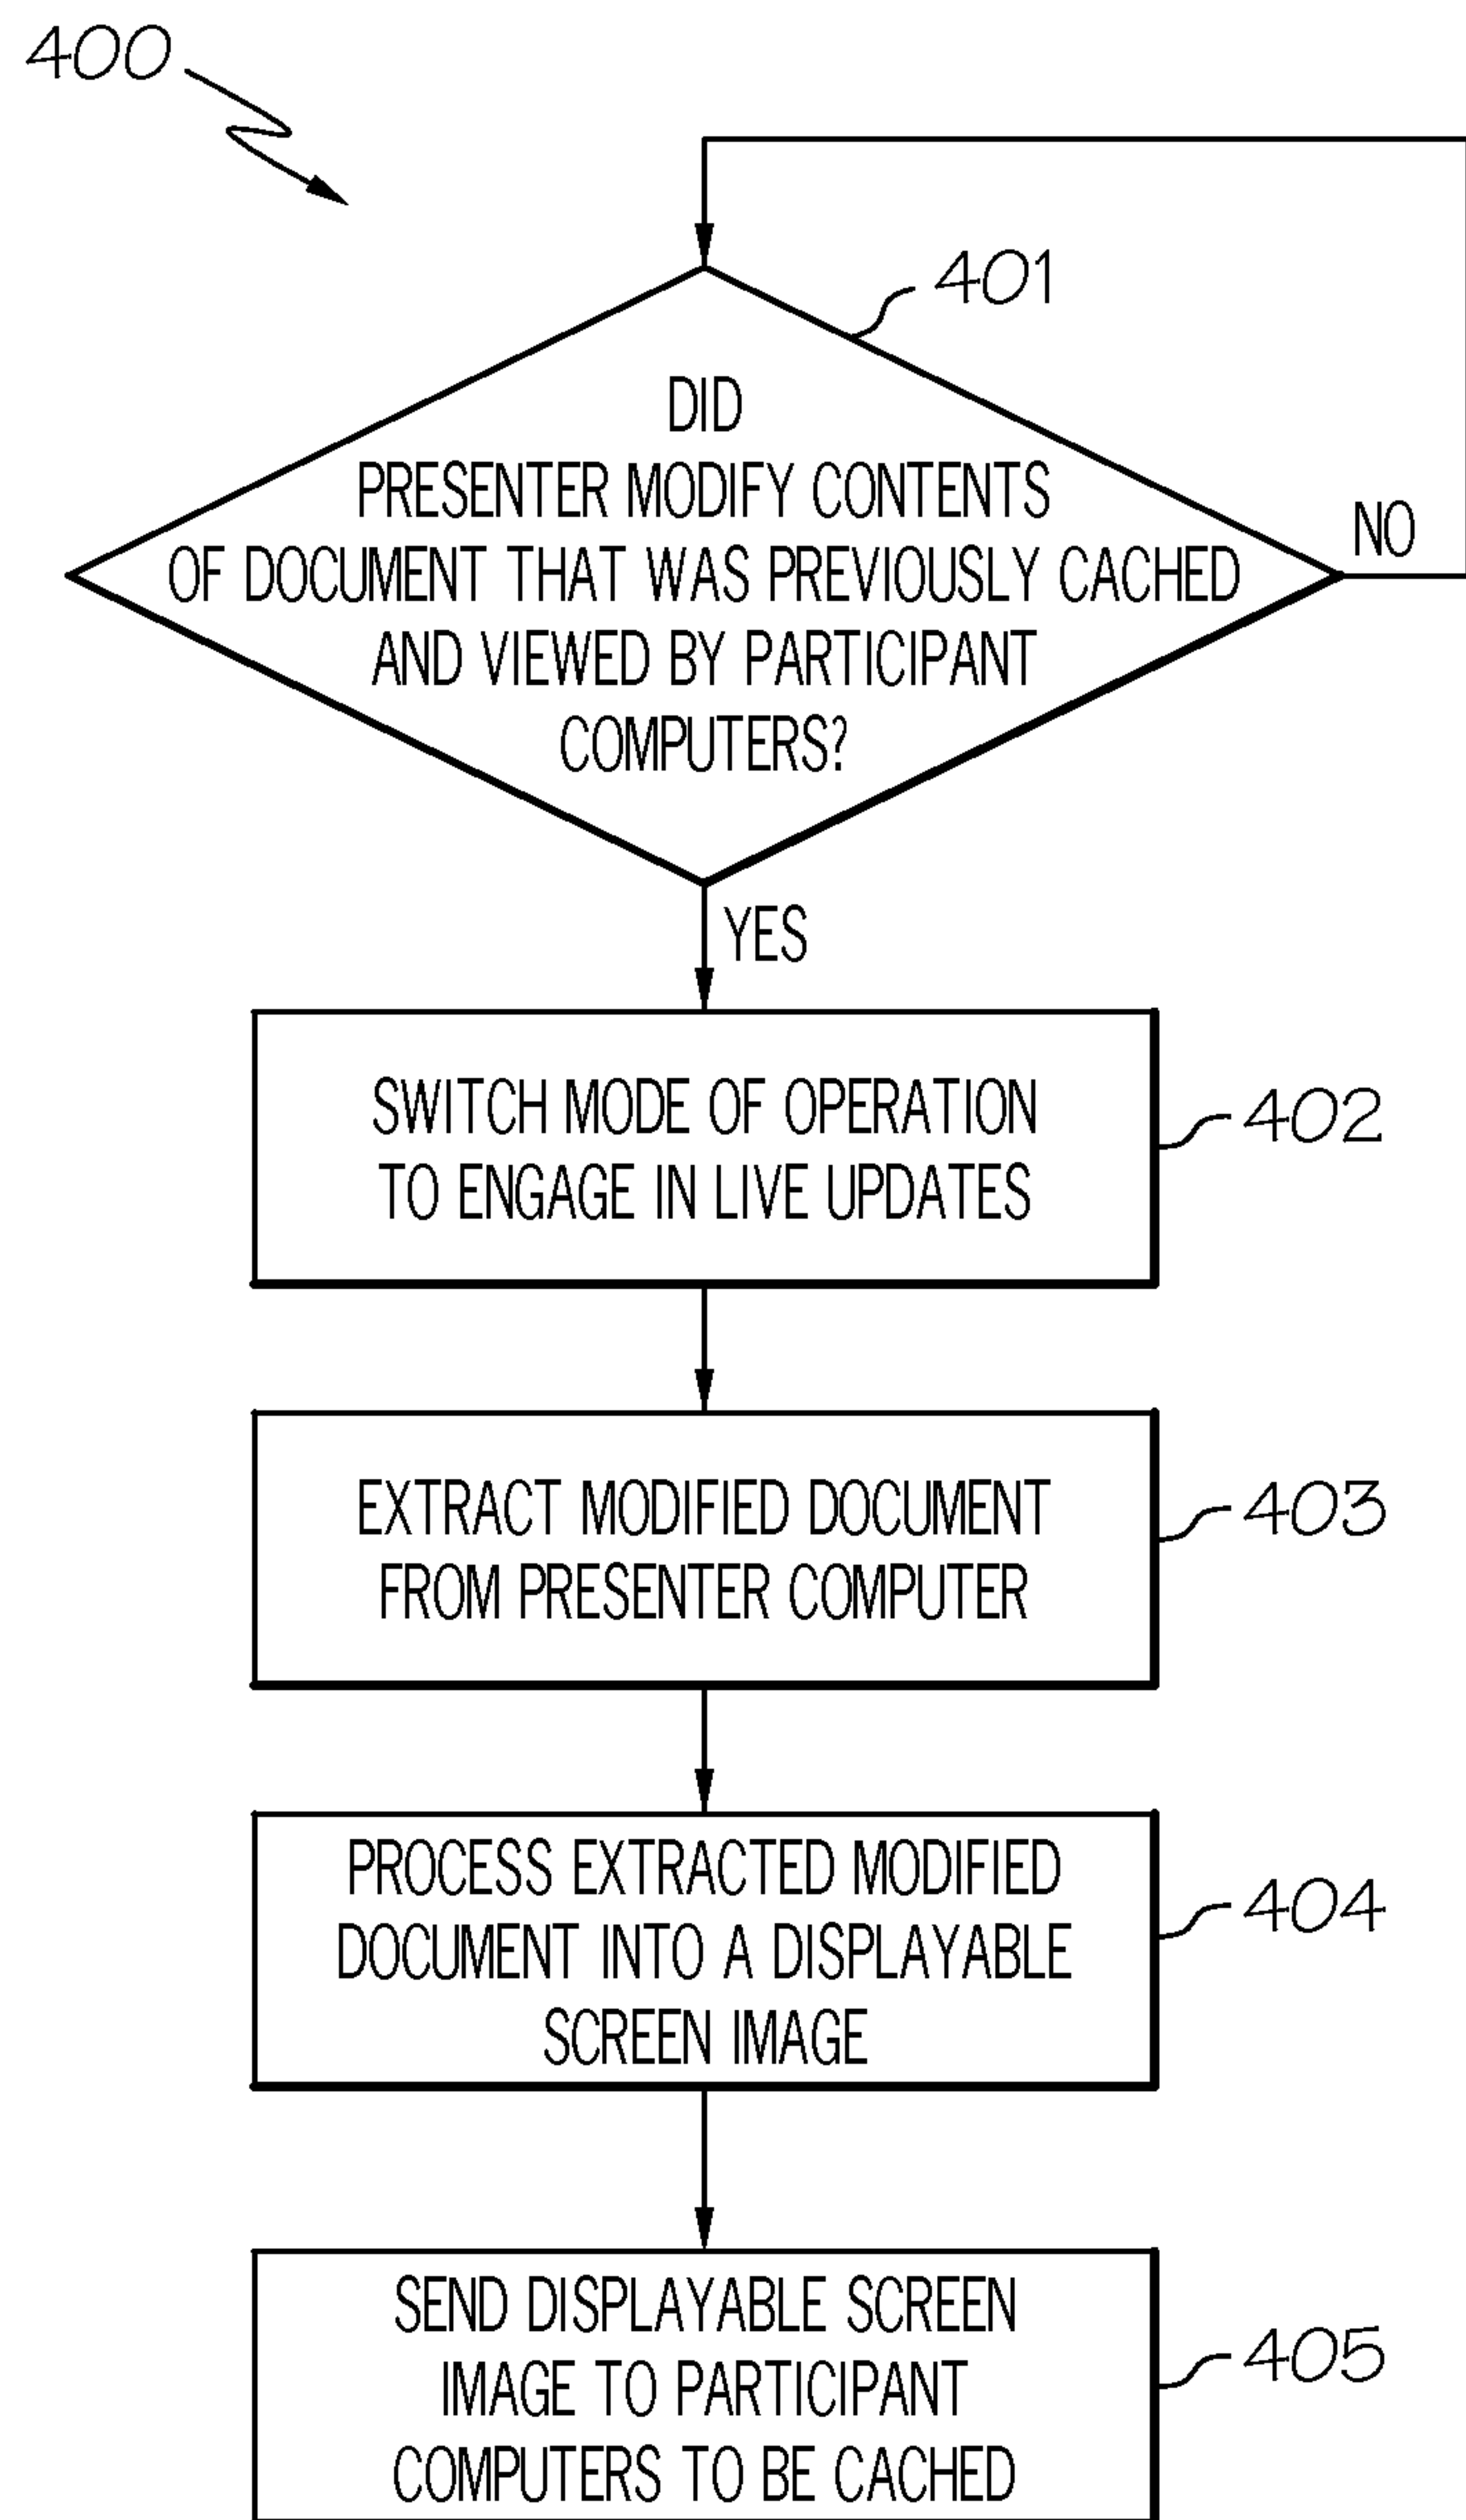 400
401
DID
PRESENTER MODIFY CONTENTS
OF DOCUMENT THAT WAS PREVIOUSLY CACHED
AND VIEWED BY PARTICIPANT
COMPUTERS?
NO
YES
SWITCH MODE OF OPERATION
TO ENGAGE IN LIVE UPDATES
402
EXTRACT MODIFIED DOCUMENT
FROM PRESENTER COMPUTER
403
PROCESS EXTRACTED MODIFIED
DOCUMENT INTO A DISPLAYABLE
SCREEN IMAGE
404
SEND DISPLAYABLE SCREEN
IMAGE TO PARTICIPANT
COMPUTERS TO BE CACHED
405